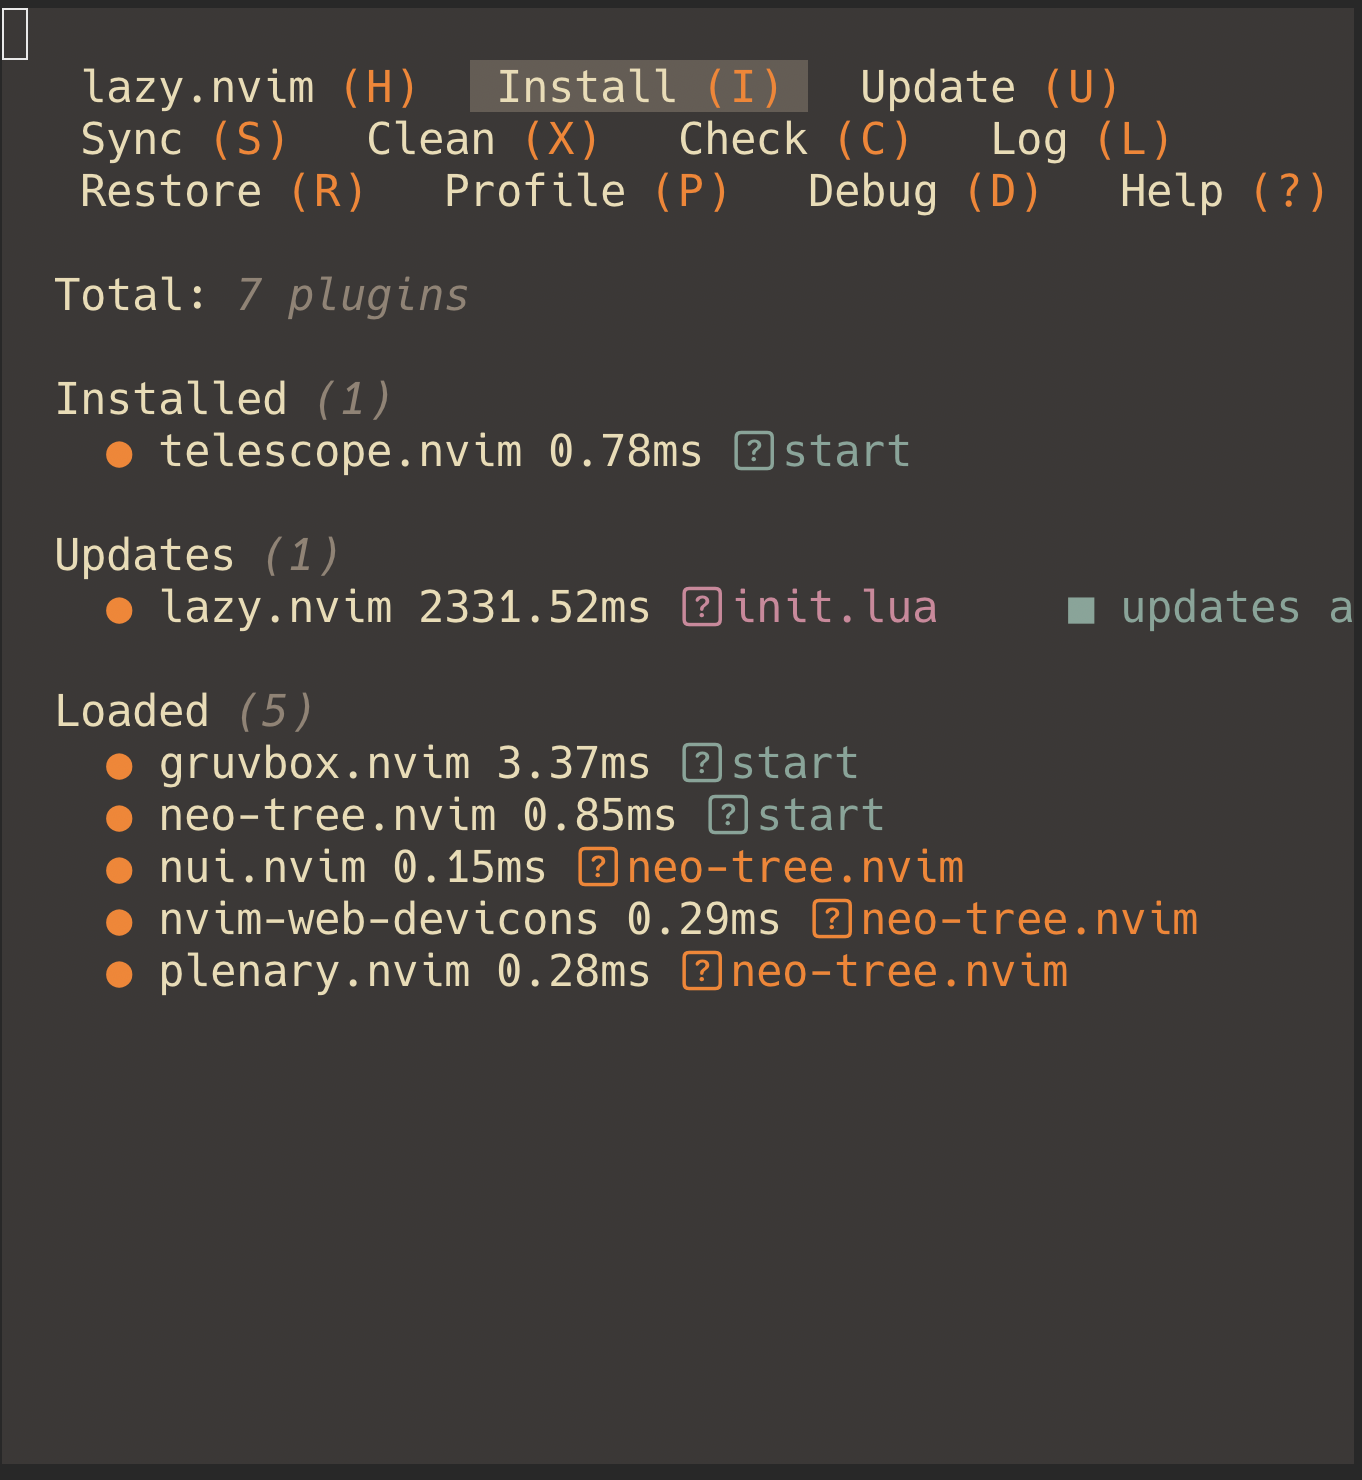 lazy.nvim (H) Install (I) Update (U)
Sync (S) Clean (X) Check (C) Log (L)
Restore (R) Profile (P) Debug (D) Help (?)
Total: 7 plugins
Installed (1)
● telescope.nvim 0.78ms ? start
Updates (1)
● lazy.nvim 2331.52ms ? init.lua ■ updates a
Loaded (5)
● gruvbox.nvim 3.37ms ? start
● neo-tree.nvim 0.85ms ? start
● nui.nvim 0.15ms ? neo-tree.nvim
● nvim-web-devicons 0.29ms ? neo-tree.nvim
● plenary.nvim 0.28ms ? neo-tree.nvim